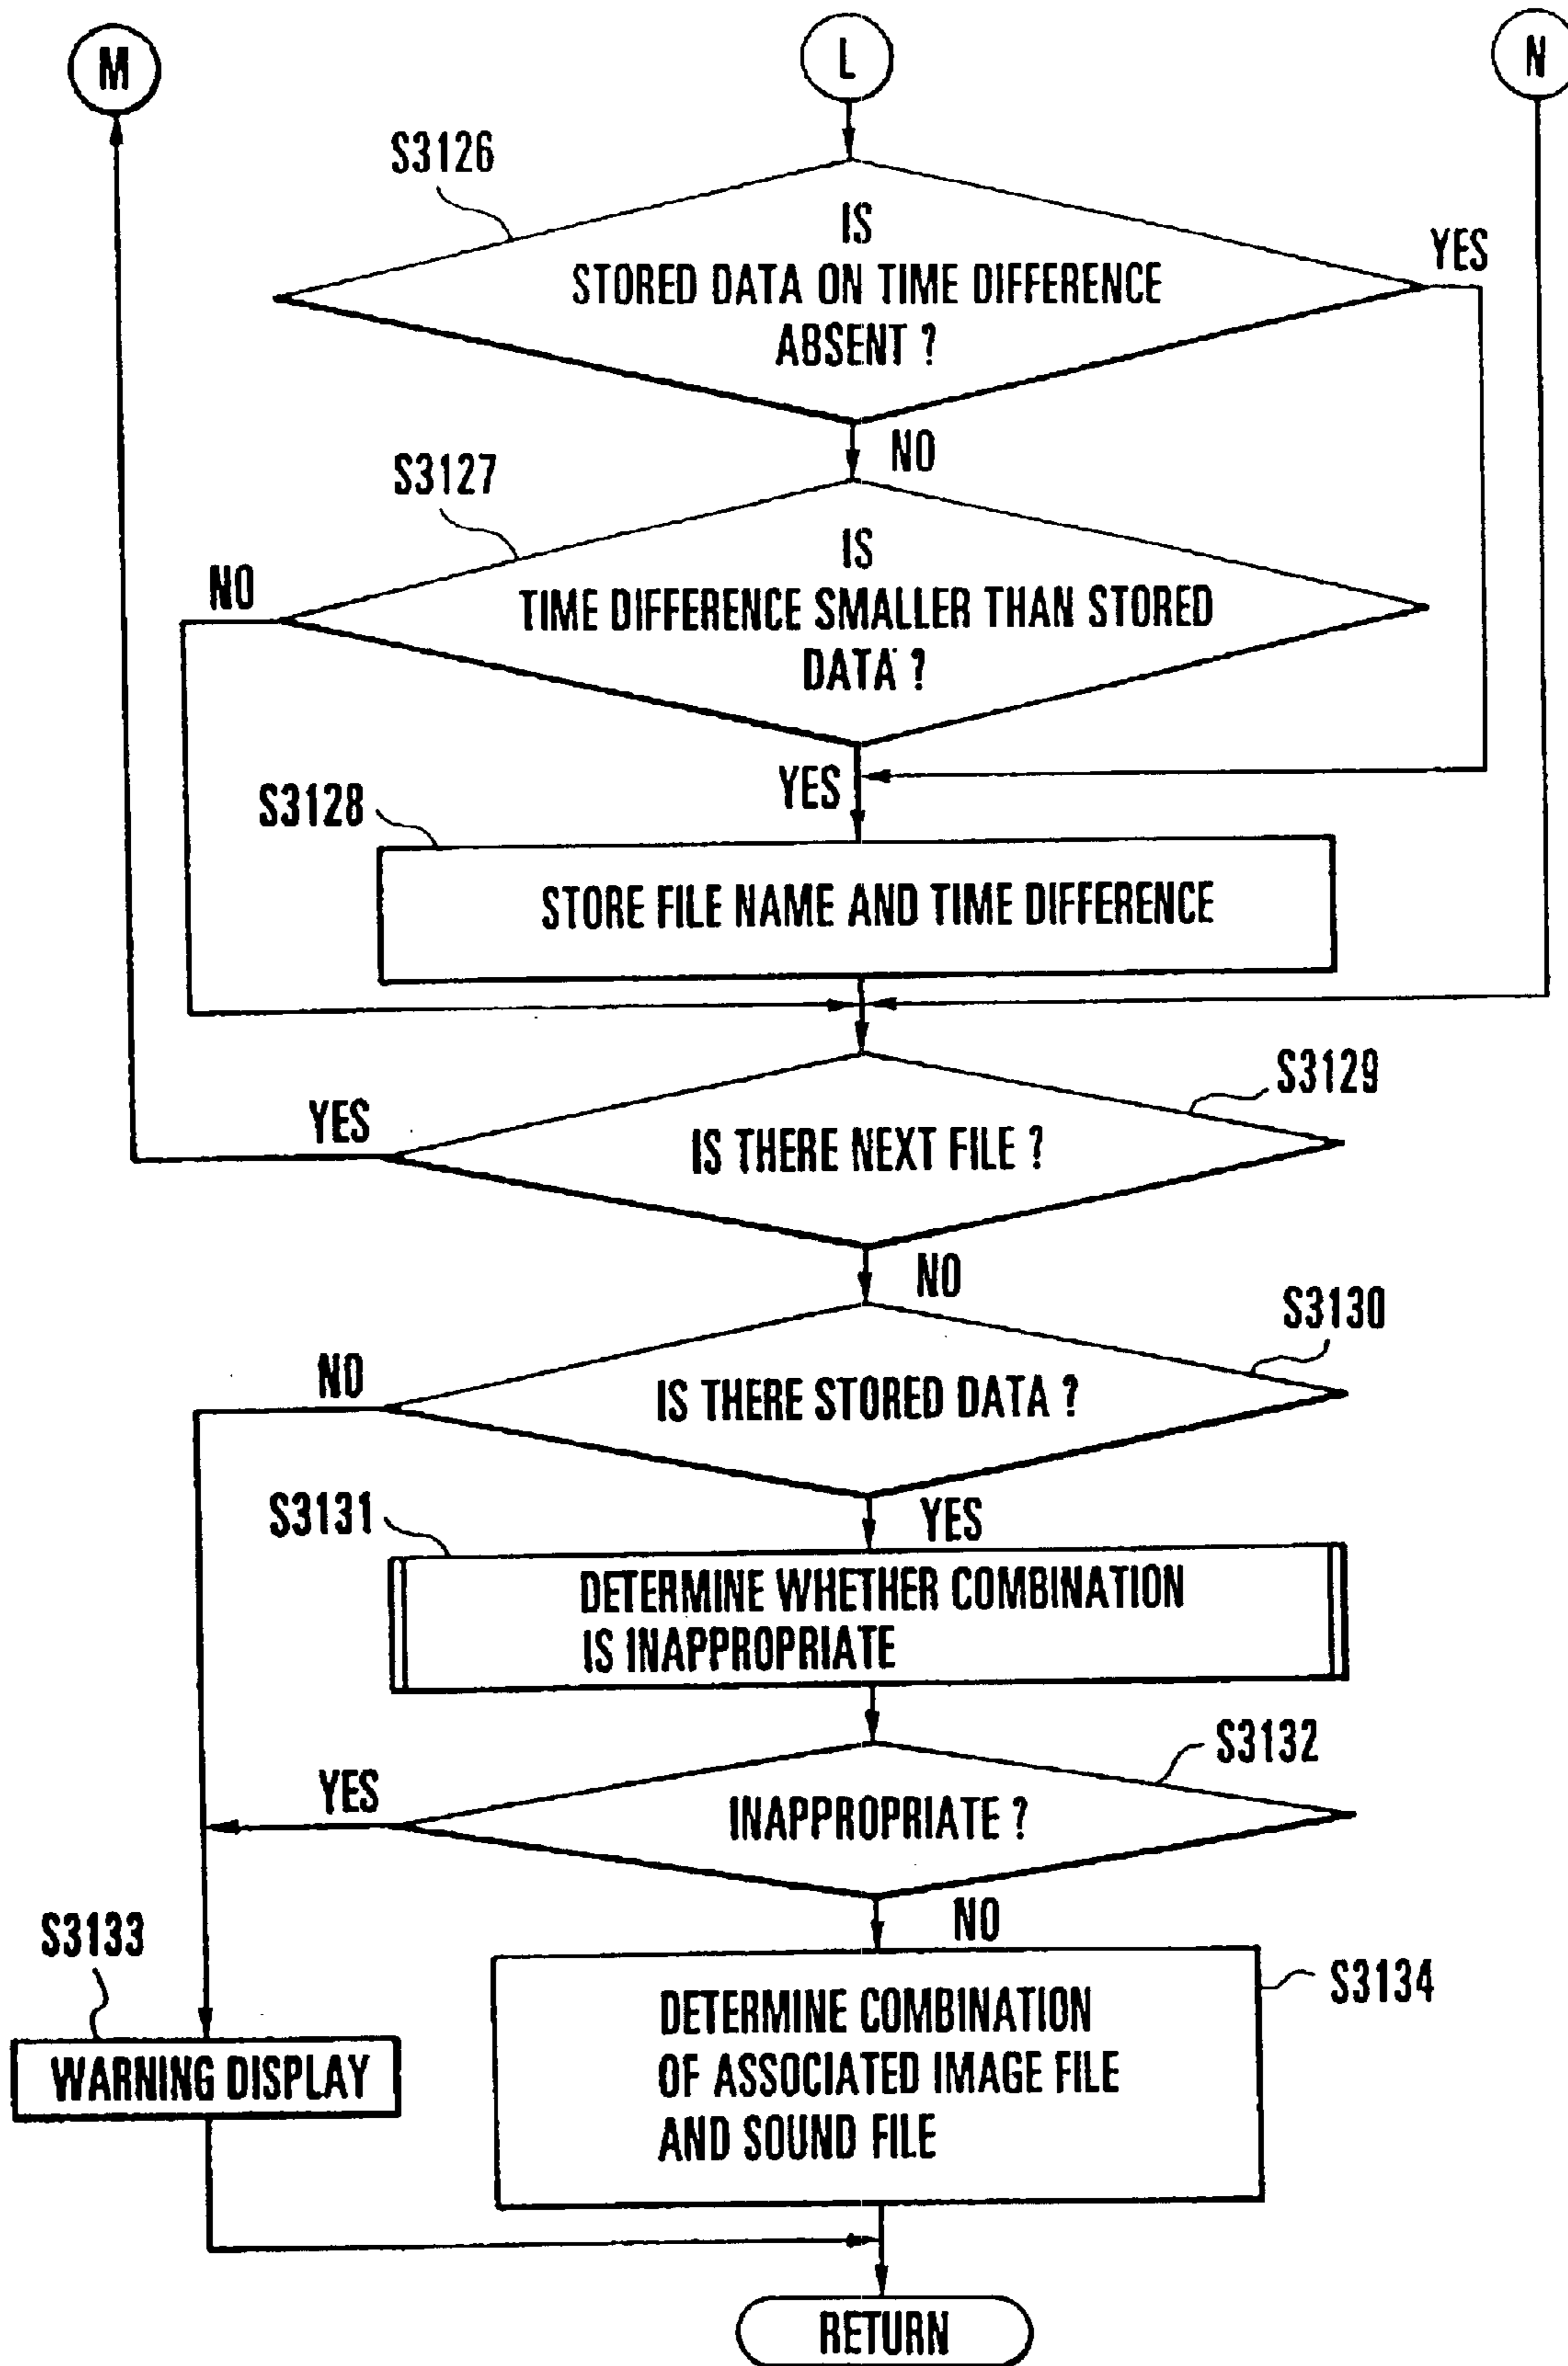 M
L
N
S3126
IS
STORED DATA ON TIME DIFFERENCE
ABSENT ?
YES
NO
S3127
IS
TIME DIFFERENCE SMALLER THAN STORED
DATA ?
NO
YES
S3128
STORE FILE NAME AND TIME DIFFERENCE
S3129
IS THERE NEXT FILE ?
YES
NO
S3130
IS THERE STORED DATA ?
NO
YES
S3131
DETERMINE WHETHER COMBINATION
IS INAPPROPRIATE
S3132
INAPPROPRIATE ?
YES
NO
S3133
WARNING DISPLAY
S3134
DETERMINE COMBINATION
OF ASSOCIATED IMAGE FILE
AND SOUND FILE
RETURN